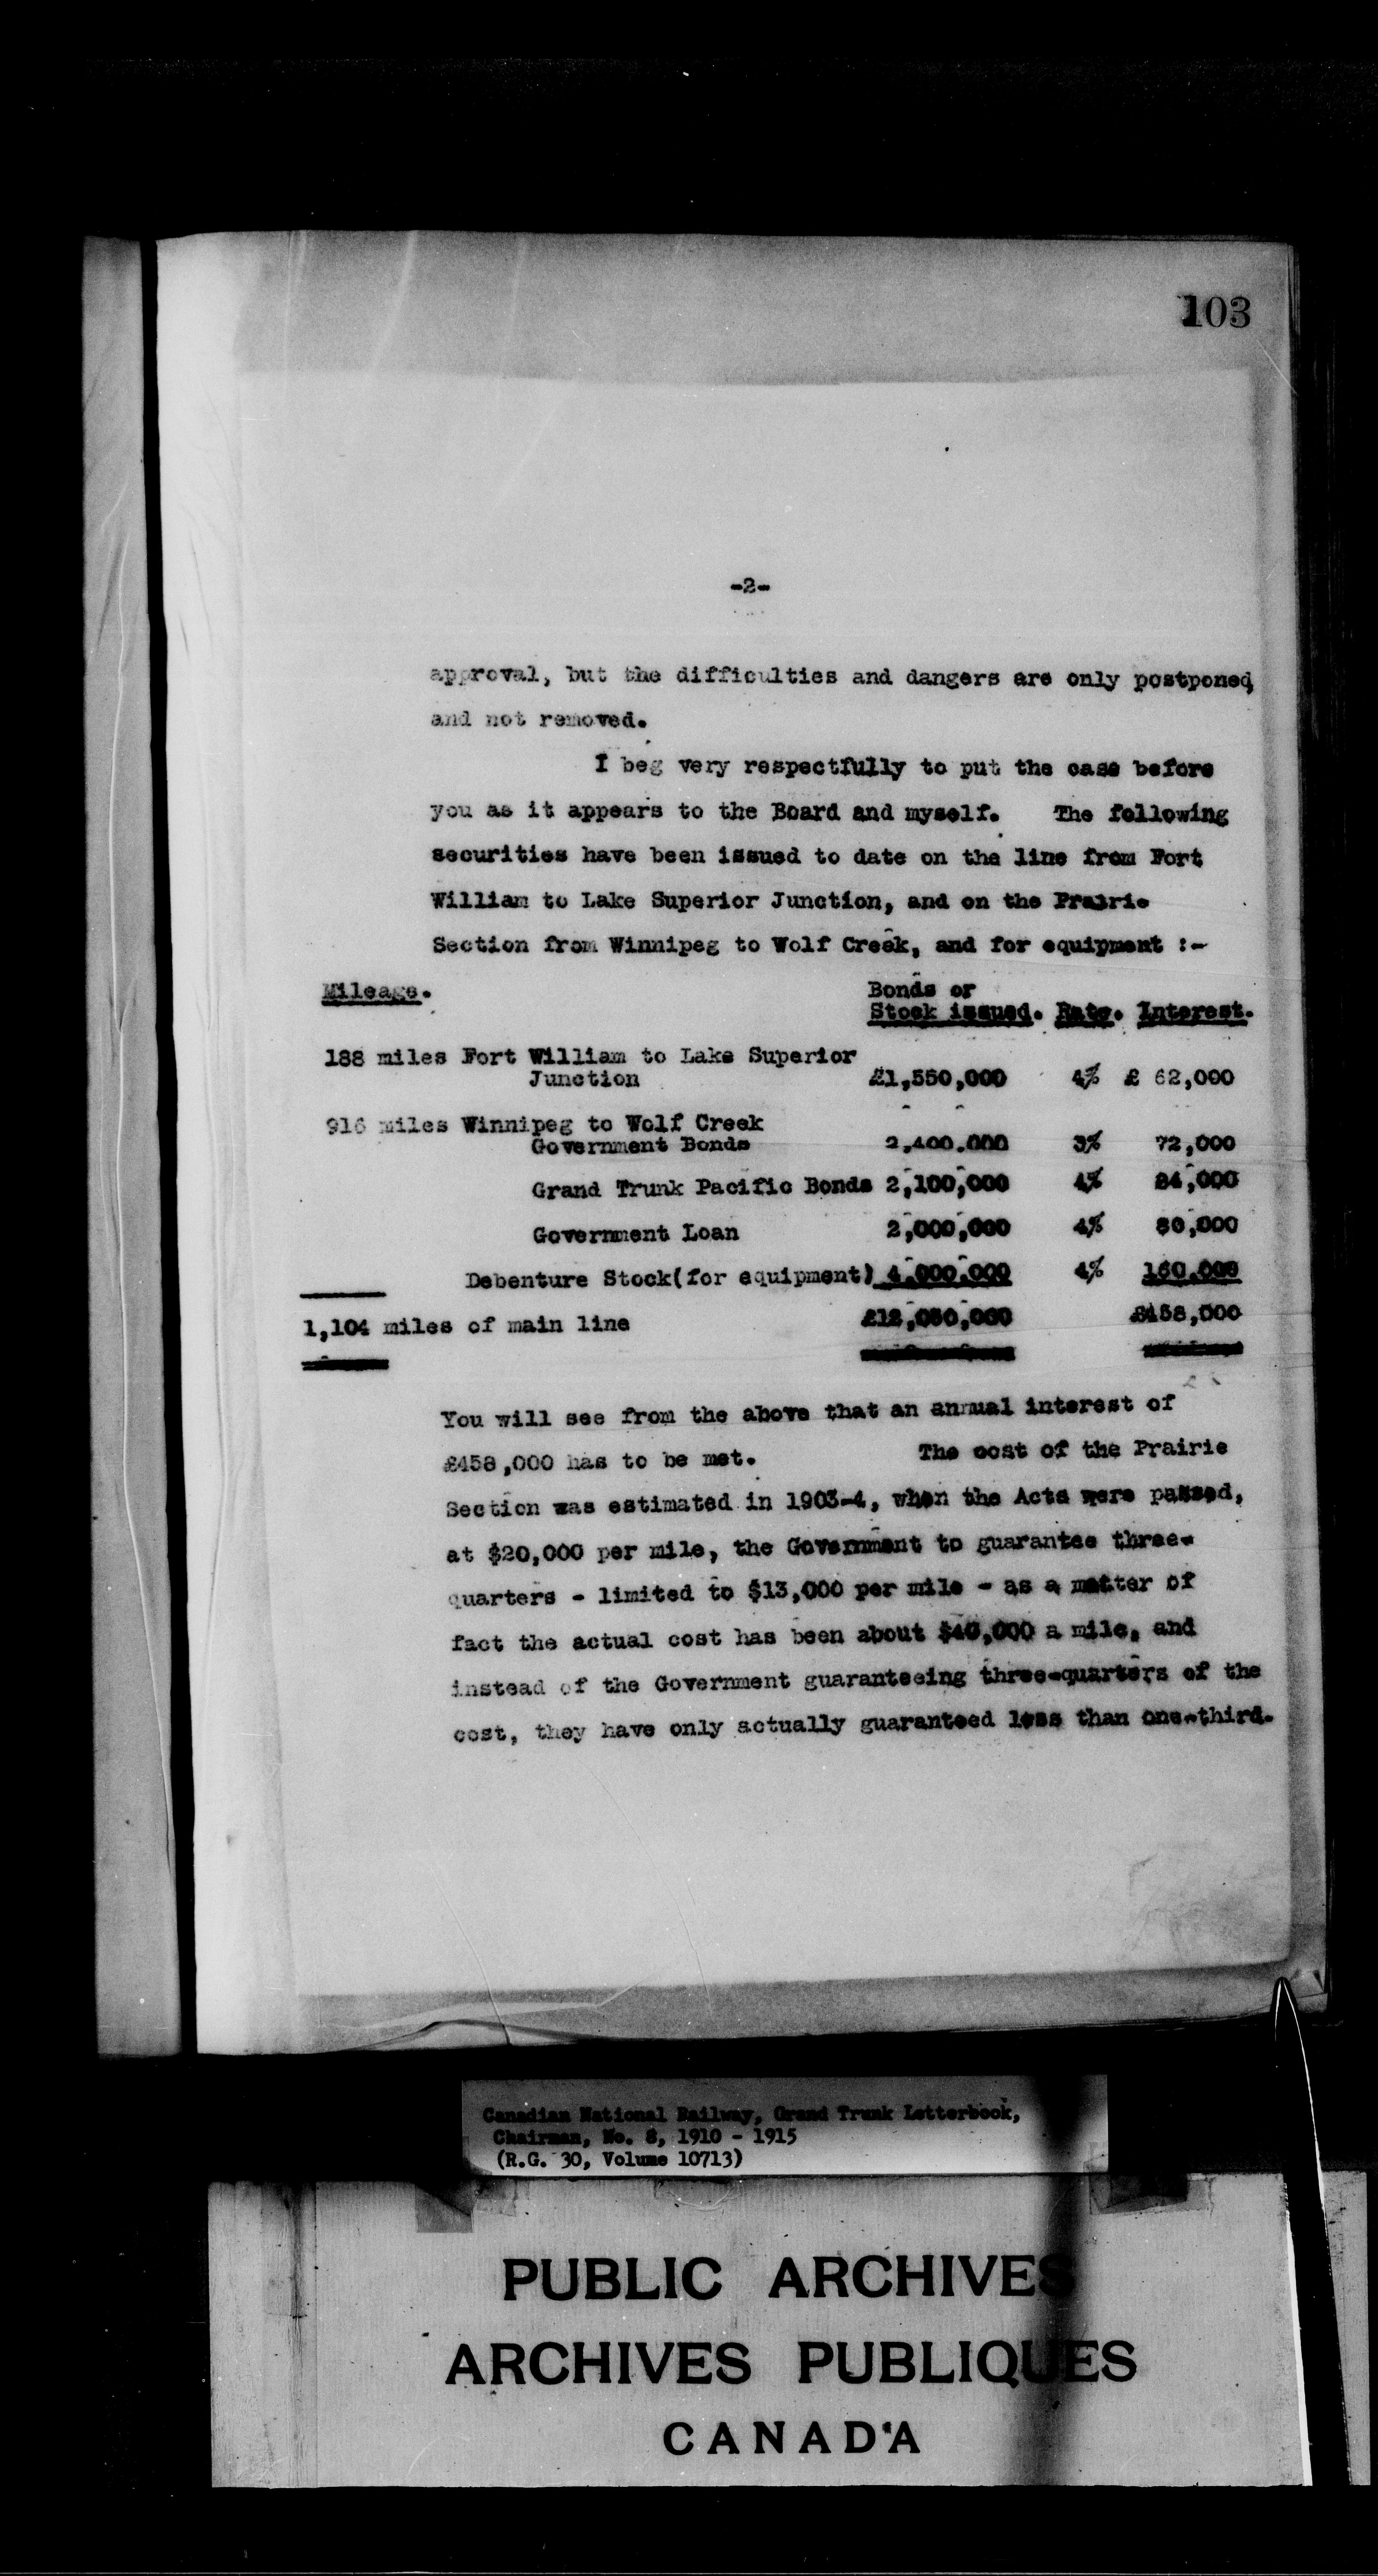 103
-2-
approval, but the difficulties and dangers are only postponed
and not removed.
I beg very respectfully to put the case before
you as it appears to the Board and myself. The following
securities have been issued to date on the line from Fort
William to Lake Superior Junction, and on the Prairie
Section from Winnipeg to Wolf Creek, and for equipment :-
Mileage. Bonds or
Stock issued. Rate. Interest.
188 miles Fort William to Lake Superior
Junction £1,550,000 4% £ 62,000
916 miles Winnipeg to Wolf Creek
Government Bonds 2,400,000 3% 72,000
Grand Trunk Pacific Bonds 2,100,000 4% 84,000
Government Loan 2,000,000 4% 80,000
Debenture Stock(for equipment) 4,000,000 4% 160,000
1,104 miles of main line £12,050,000 £458,000
You will see from the above that an annual interest of
£458,000 has to be met. The cost of the Prairie
Section was estimated in 1903-4, when the Acts were passed,
at $20,000 per mile, the Government to guarantee three-
quarters - limited to $13,000 per mile - as a matter of
fact the actual cost has been about $40,000 a mile, and
instead of the Government guaranteeing three-quarters of the
cost, they have only actually guaranteed less than one-third.
Canadian National Railway, Grand Trunk Letterbook,
Chairman, No. 8, 1910 - 1915
(R.G. 30, Volume 10713)
PUBLIC ARCHIVES
ARCHIVES PUBLIQUES
CANADA